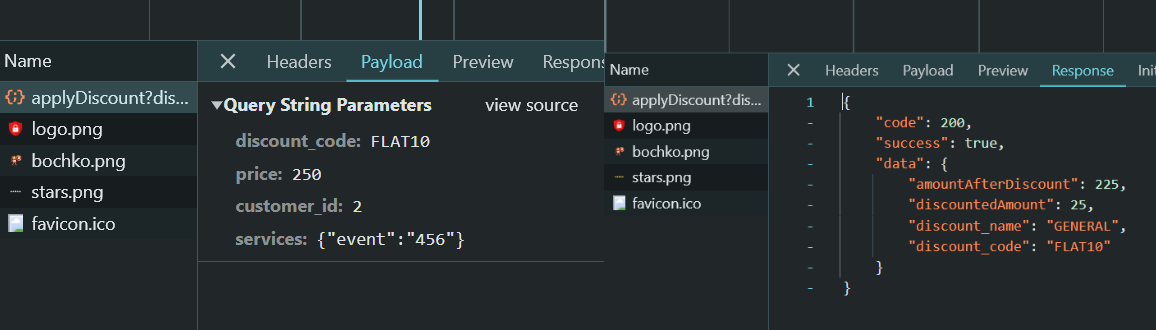 Name
Headers Payload Preview Respons
applyDiscount?dis...
logo.png
bochko.png
stars.png
favicon.ico
Query String Parameters view source
discount_code: FLAT10
price: 250
customer_id: 2
services: {"event":"456"}
Name
Headers Payload Preview Response Init
applyDiscount?dis...
logo.png
bochko.png
stars.png
favicon.ico
1 {
- "code": 200,
- "success": true,
- "data": {
- "amountAfterDiscount": 225,
- "discountedAmount": 25,
- "discount_name": "GENERAL",
- "discount_code": "FLAT10"
- }
- }